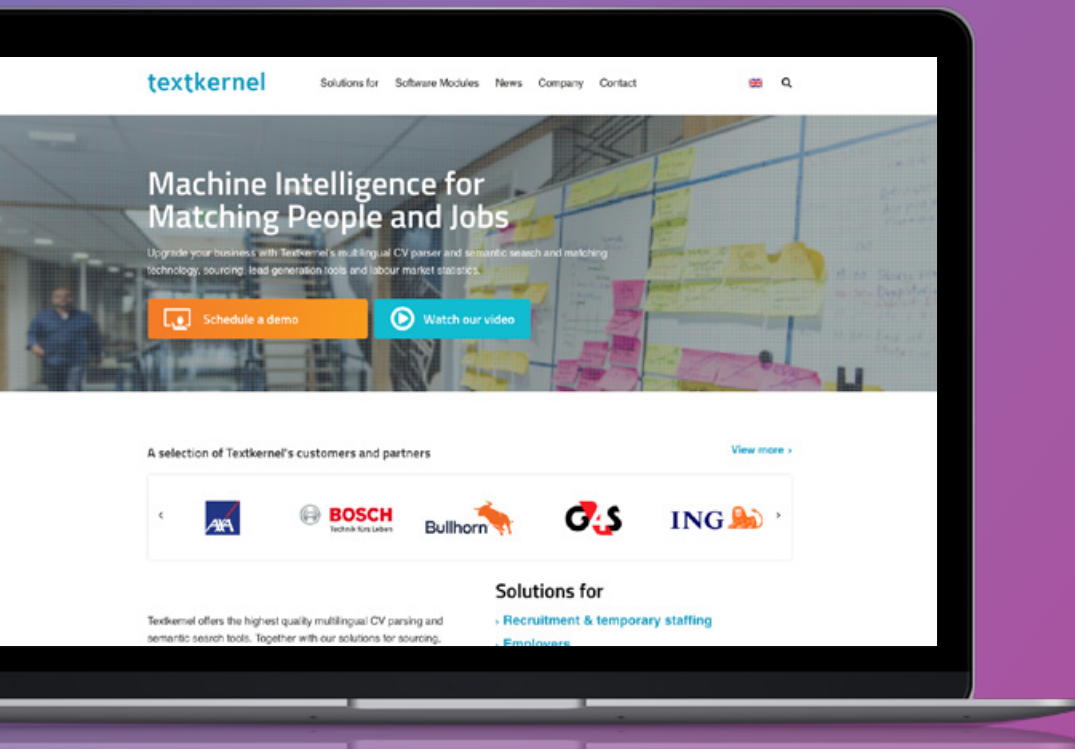 textkernel
Solutions for Software Modules News Company Contact
Machine Intelligence for
Matching People and Jobs
Upgrade your business with Textkernel's multilingual CV parser and semantic search and matching
technology, sourcing, lead generation tools and labour market statistics.
Schedule a demo
Watch our video
A selection of Textkernel's customers and partners
View more ›
AXA
BOSCH
Technik fürs Leben
Bullhorn
G4S
ING
Solutions for
Textkernel offers the highest quality multilingual CV parsing and
semantic search tools. Together with our solutions for sourcing,
› Recruitment & temporary staffing
› Employers